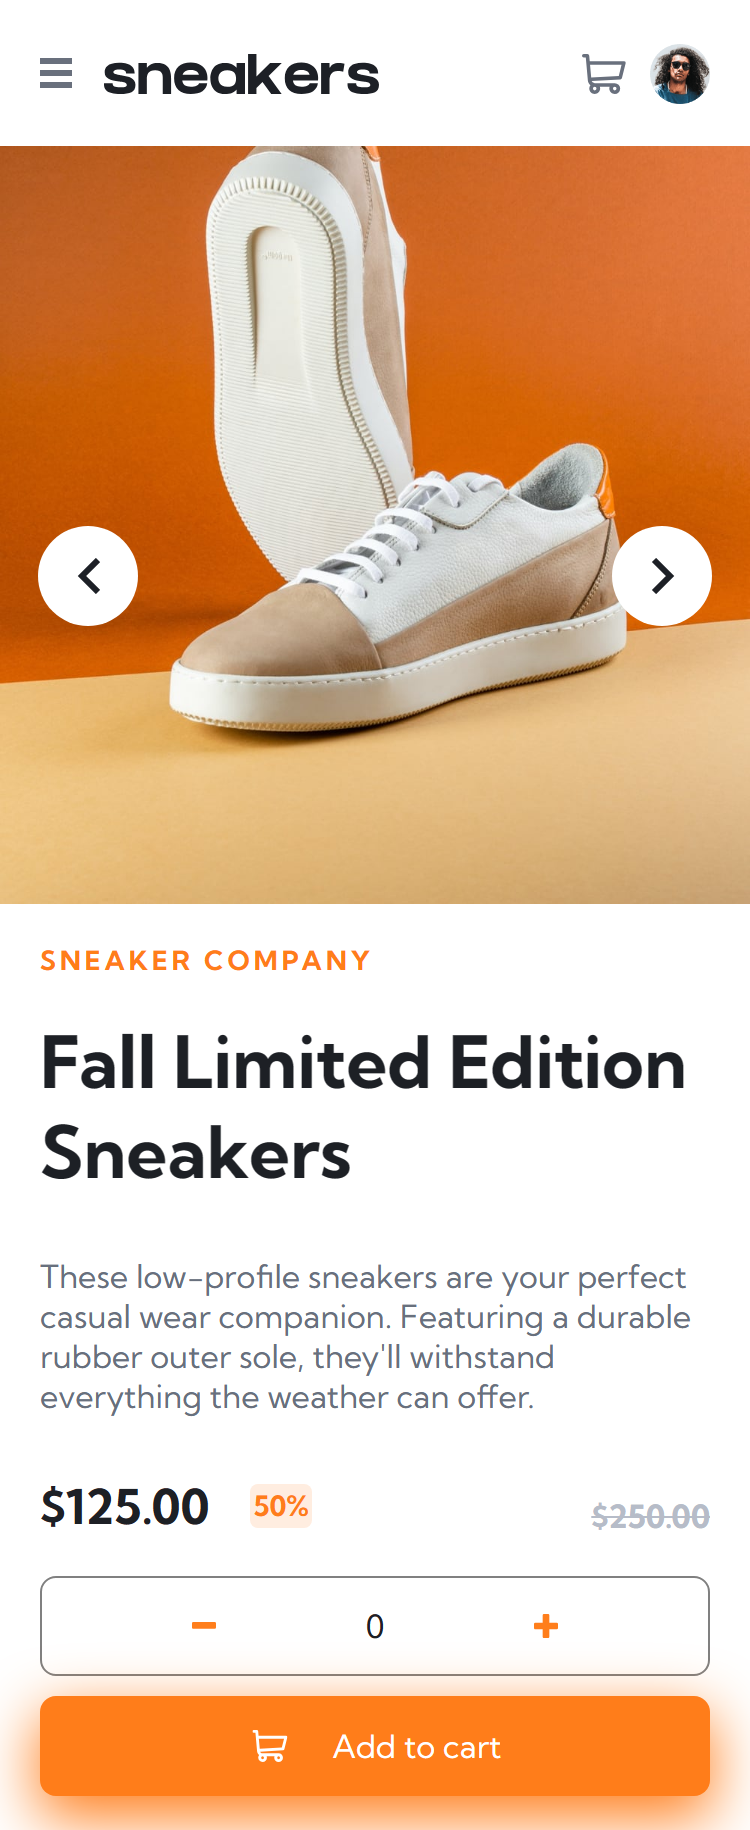 sneakers
SNEAKER COMPANY
Fall Limited Edition
Sneakers
These low-profile sneakers are your perfect
casual wear companion. Featuring a durable
rubber outer sole, they'll withstand
everything the weather can offer.
$125.00 50% $250.00
0
Add to cart